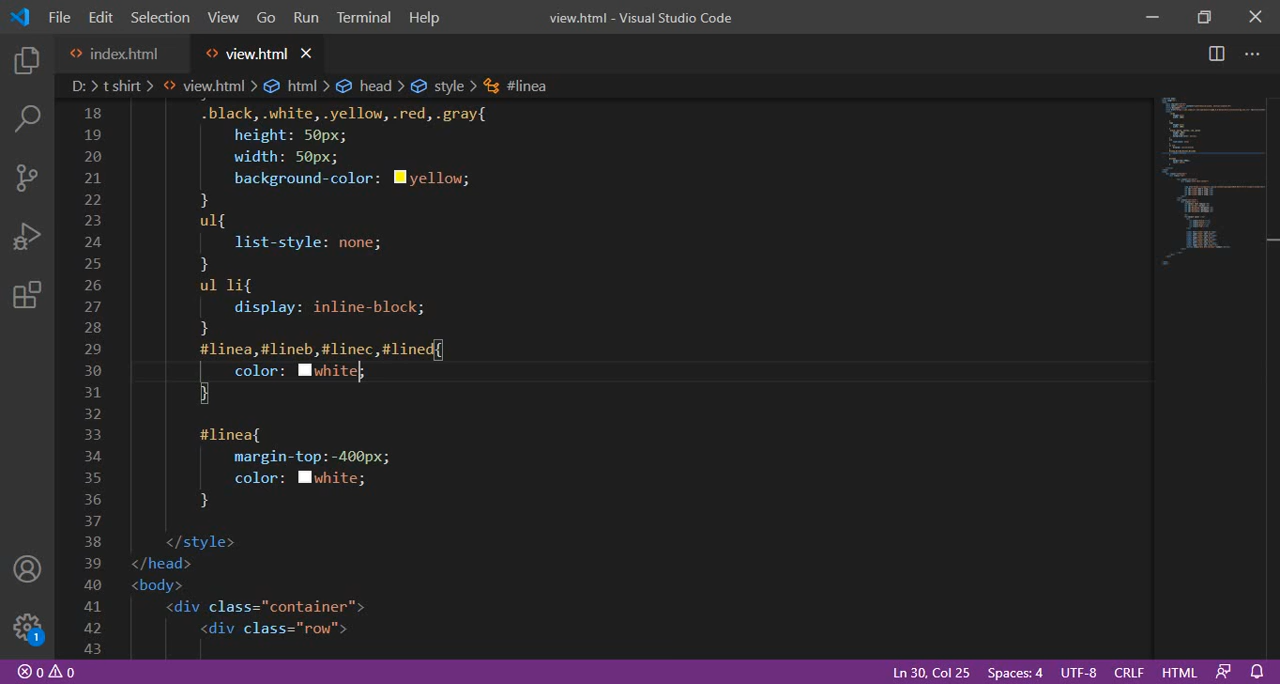 File Edit Selection View Go Run Terminal Help view.html - Visual Studio Code
index.html view.html
D: > t shirt > view.html > html > head > style > #linea
18 .black,.white,.yellow,.red,.gray{
19 height: 50px;
20 width: 50px;
21 background-color: yellow;
22 }
23 ul{
24 list-style: none;
25 }
26 ul li{
27 display: inline-block;
28 }
29 #linea,#lineb,#linec,#lined{
30 color: white;
31 }
32
33 #linea{
34 margin-top:-400px;
35 color: white;
36 }
37
38 </style>
39 </head>
40 <body>
41 <div class="container">
42 <div class="row">
43
1
0 0 Ln 30, Col 25 Spaces: 4 UTF-8 CRLF HTML